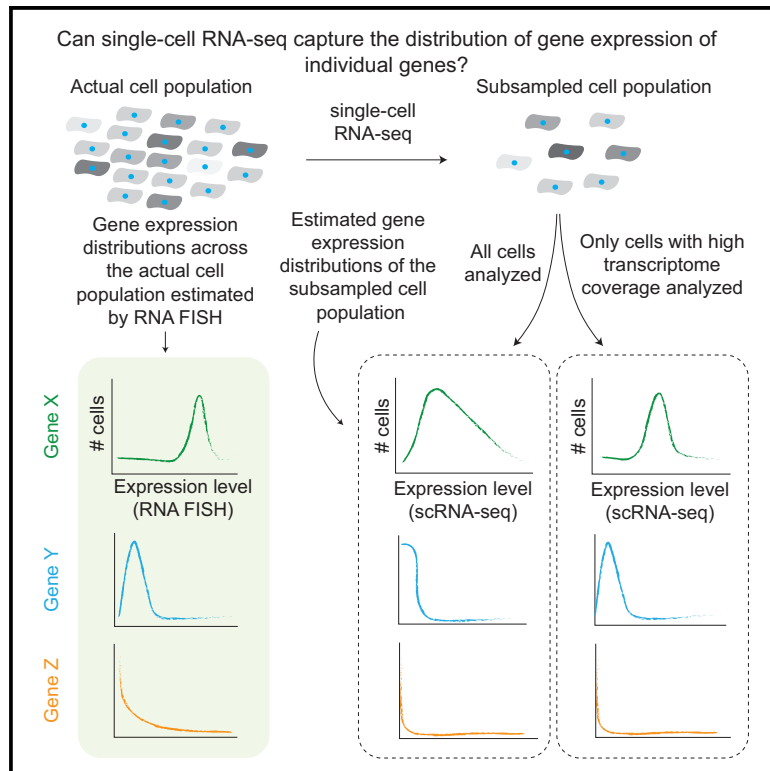 Can single-cell RNA-seq capture the distribution of gene expression of
individual genes?
Actual cell population
Subsampled cell population
single-cell
RNA-seq
Gene expression
distributions across
the actual cell
population estimated
by RNA FISH
Estimated gene
expression
distributions of the
subsampled cell
population
All cells
analyzed
Only cells with high
transcriptome
coverage analyzed
Gene X
# cells
Expression level
(RNA FISH)
# cells
Expression level
(scRNA-seq)
# cells
Expression level
(scRNA-seq)
Gene Y
Gene Z